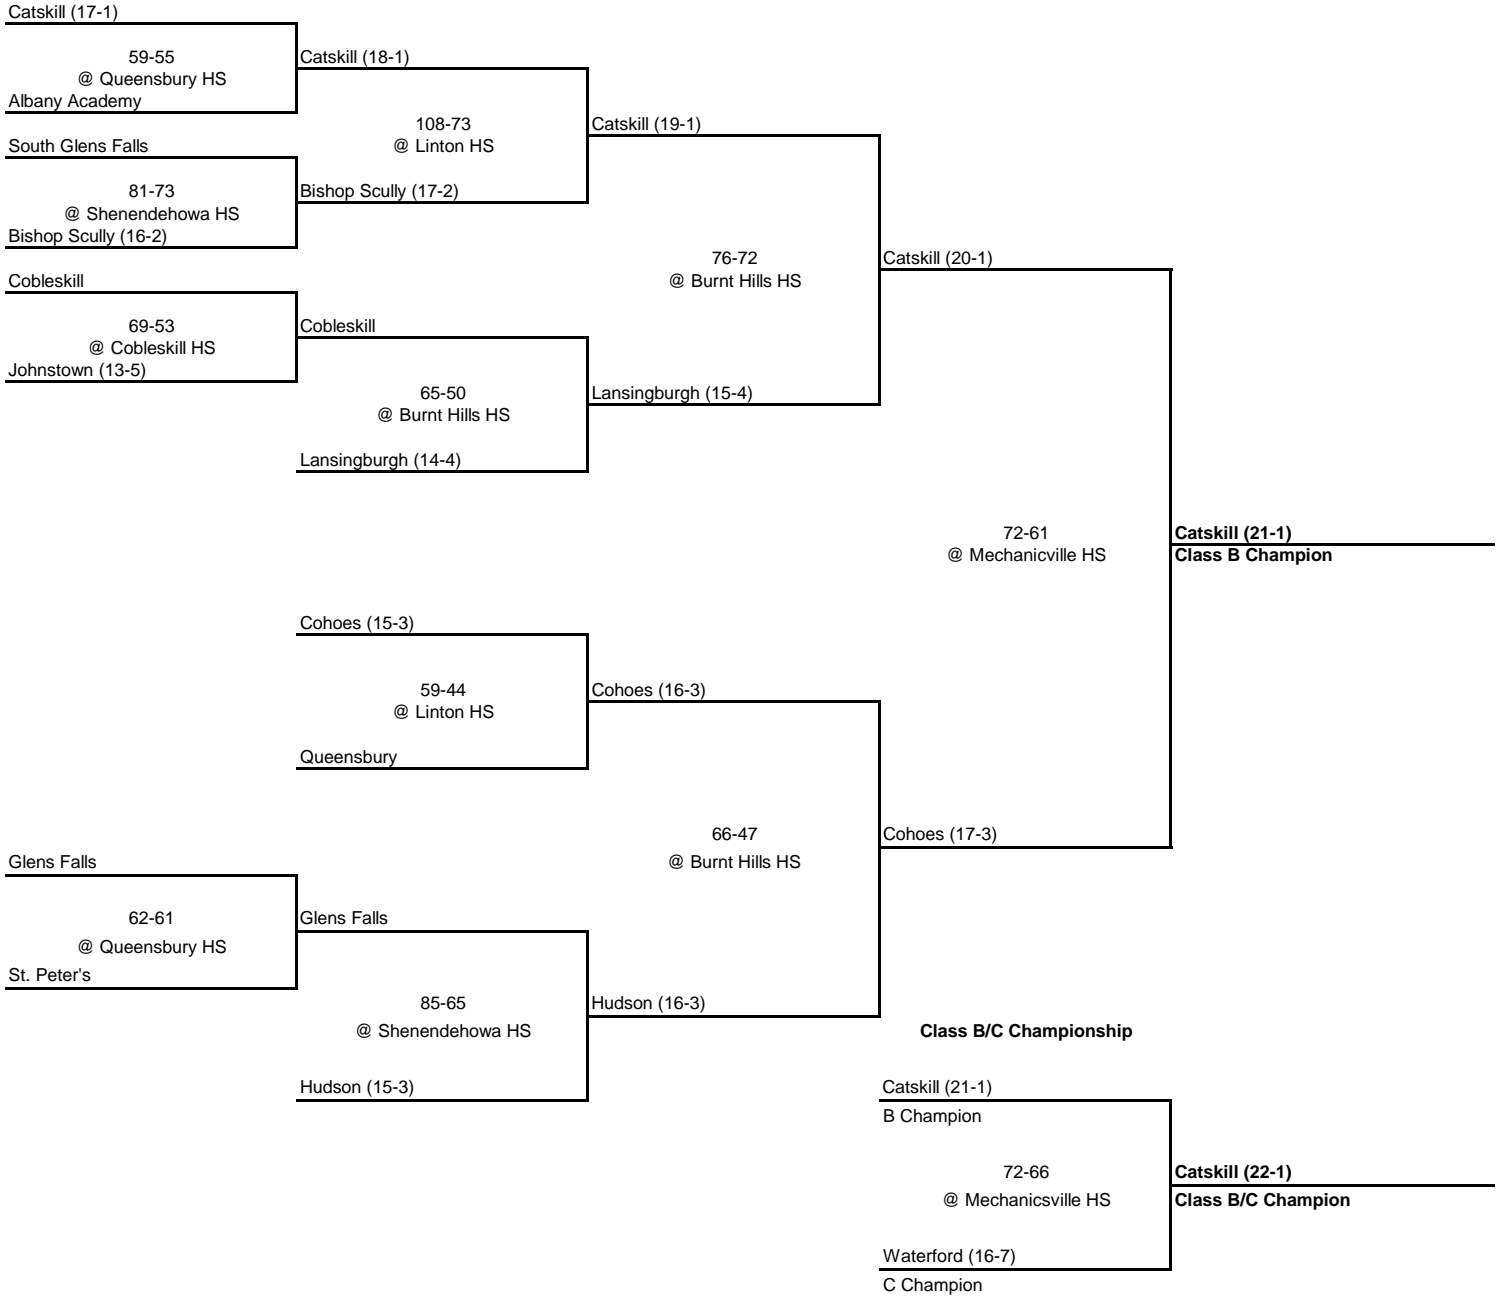 Catskill (17-1)
59-55
@ Queensbury HS
Albany Academy
Catskill (18-1)
South Glens Falls
81-73
@ Shenendehowa HS
Bishop Scully (16-2)
108-73
@ Linton HS
Bishop Scully (17-2)
Catskill (19-1)
Cobleskill
69-53
@ Cobleskill HS
Johnstown (13-5)
Cobleskill
65-50
@ Burnt Hills HS
Lansingburgh (14-4)
Lansingburgh (15-4)
76-72
@ Burnt Hills HS
Catskill (20-1)
72-61
@ Mechanicville HS
Catskill (21-1)
Class B Champion
Cohoes (15-3)
59-44
@ Linton HS
Queensbury
Cohoes (16-3)
66-47
@ Burnt Hills HS
Cohoes (17-3)
Glens Falls
62-61
@ Queensbury HS
St. Peter's
Glens Falls
85-65
@ Shenendehowa HS
Hudson (15-3)
Hudson (16-3)
Class B/C Championship
Catskill (21-1)
B Champion
72-66
@ Mechanicsville HS
Catskill (22-1)
Class B/C Champion
Waterford (16-7)
C Champion